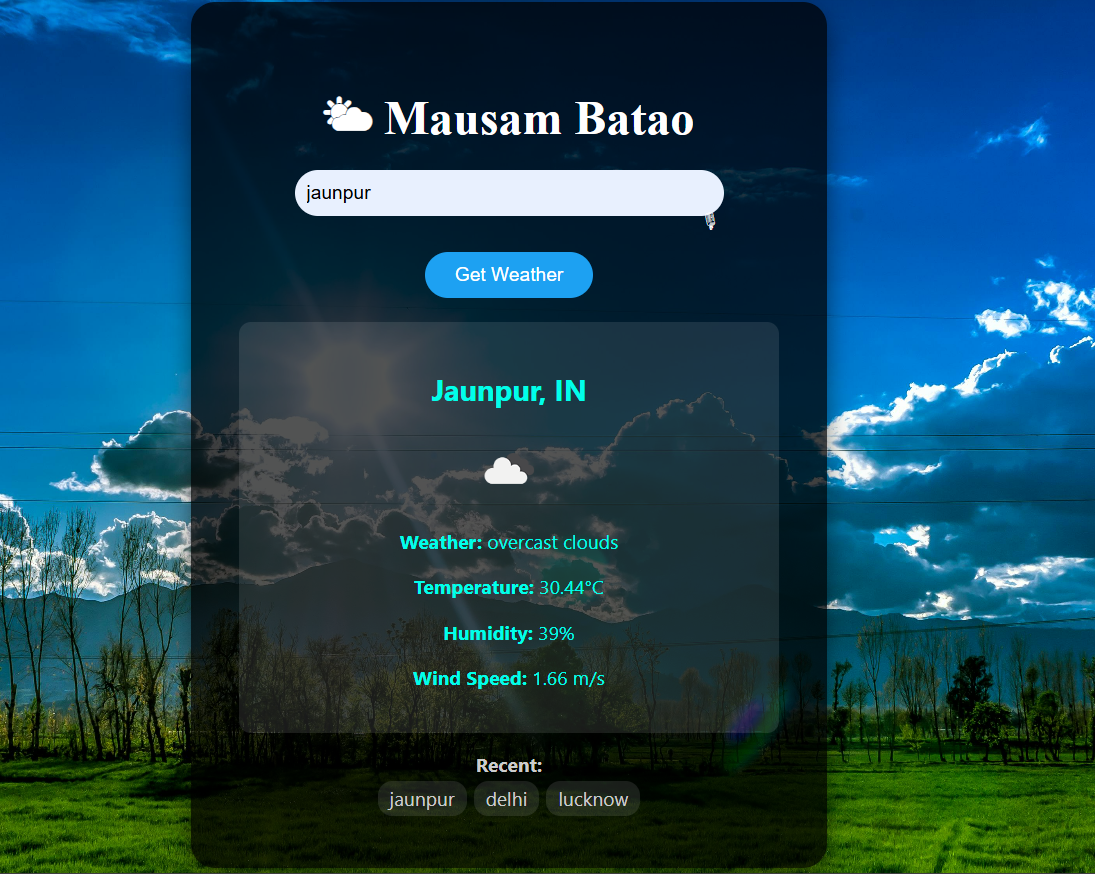 Mausam Batao
jaunpur
Get Weather
Jaunpur, IN
Weather: overcast clouds
Temperature: 30.44°C
Humidity: 39%
Wind Speed: 1.66 m/s
Recent:
jaunpur delhi lucknow